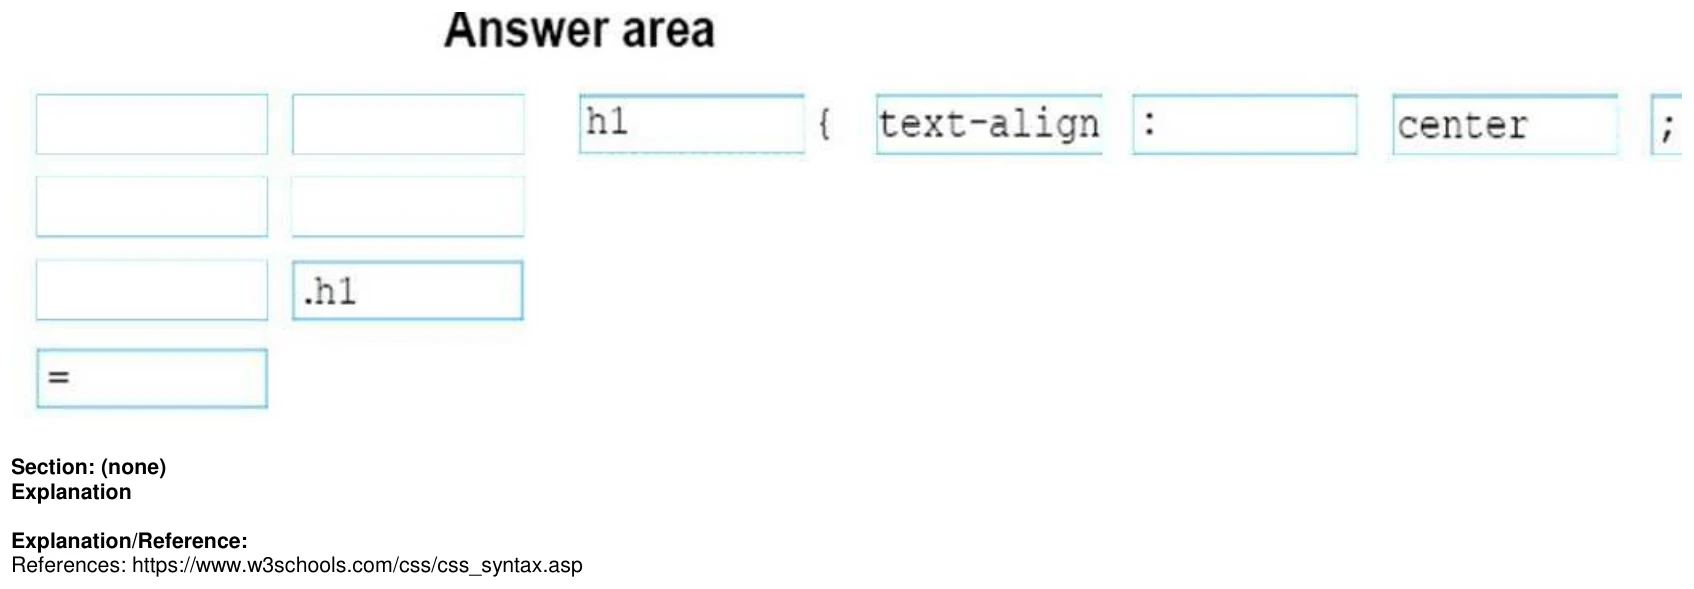 Answer area
h1 { text-align : center ;
.h1
=
Section: (none)
Explanation
Explanation/Reference:
References: https://www.w3schools.com/css/css_syntax.asp